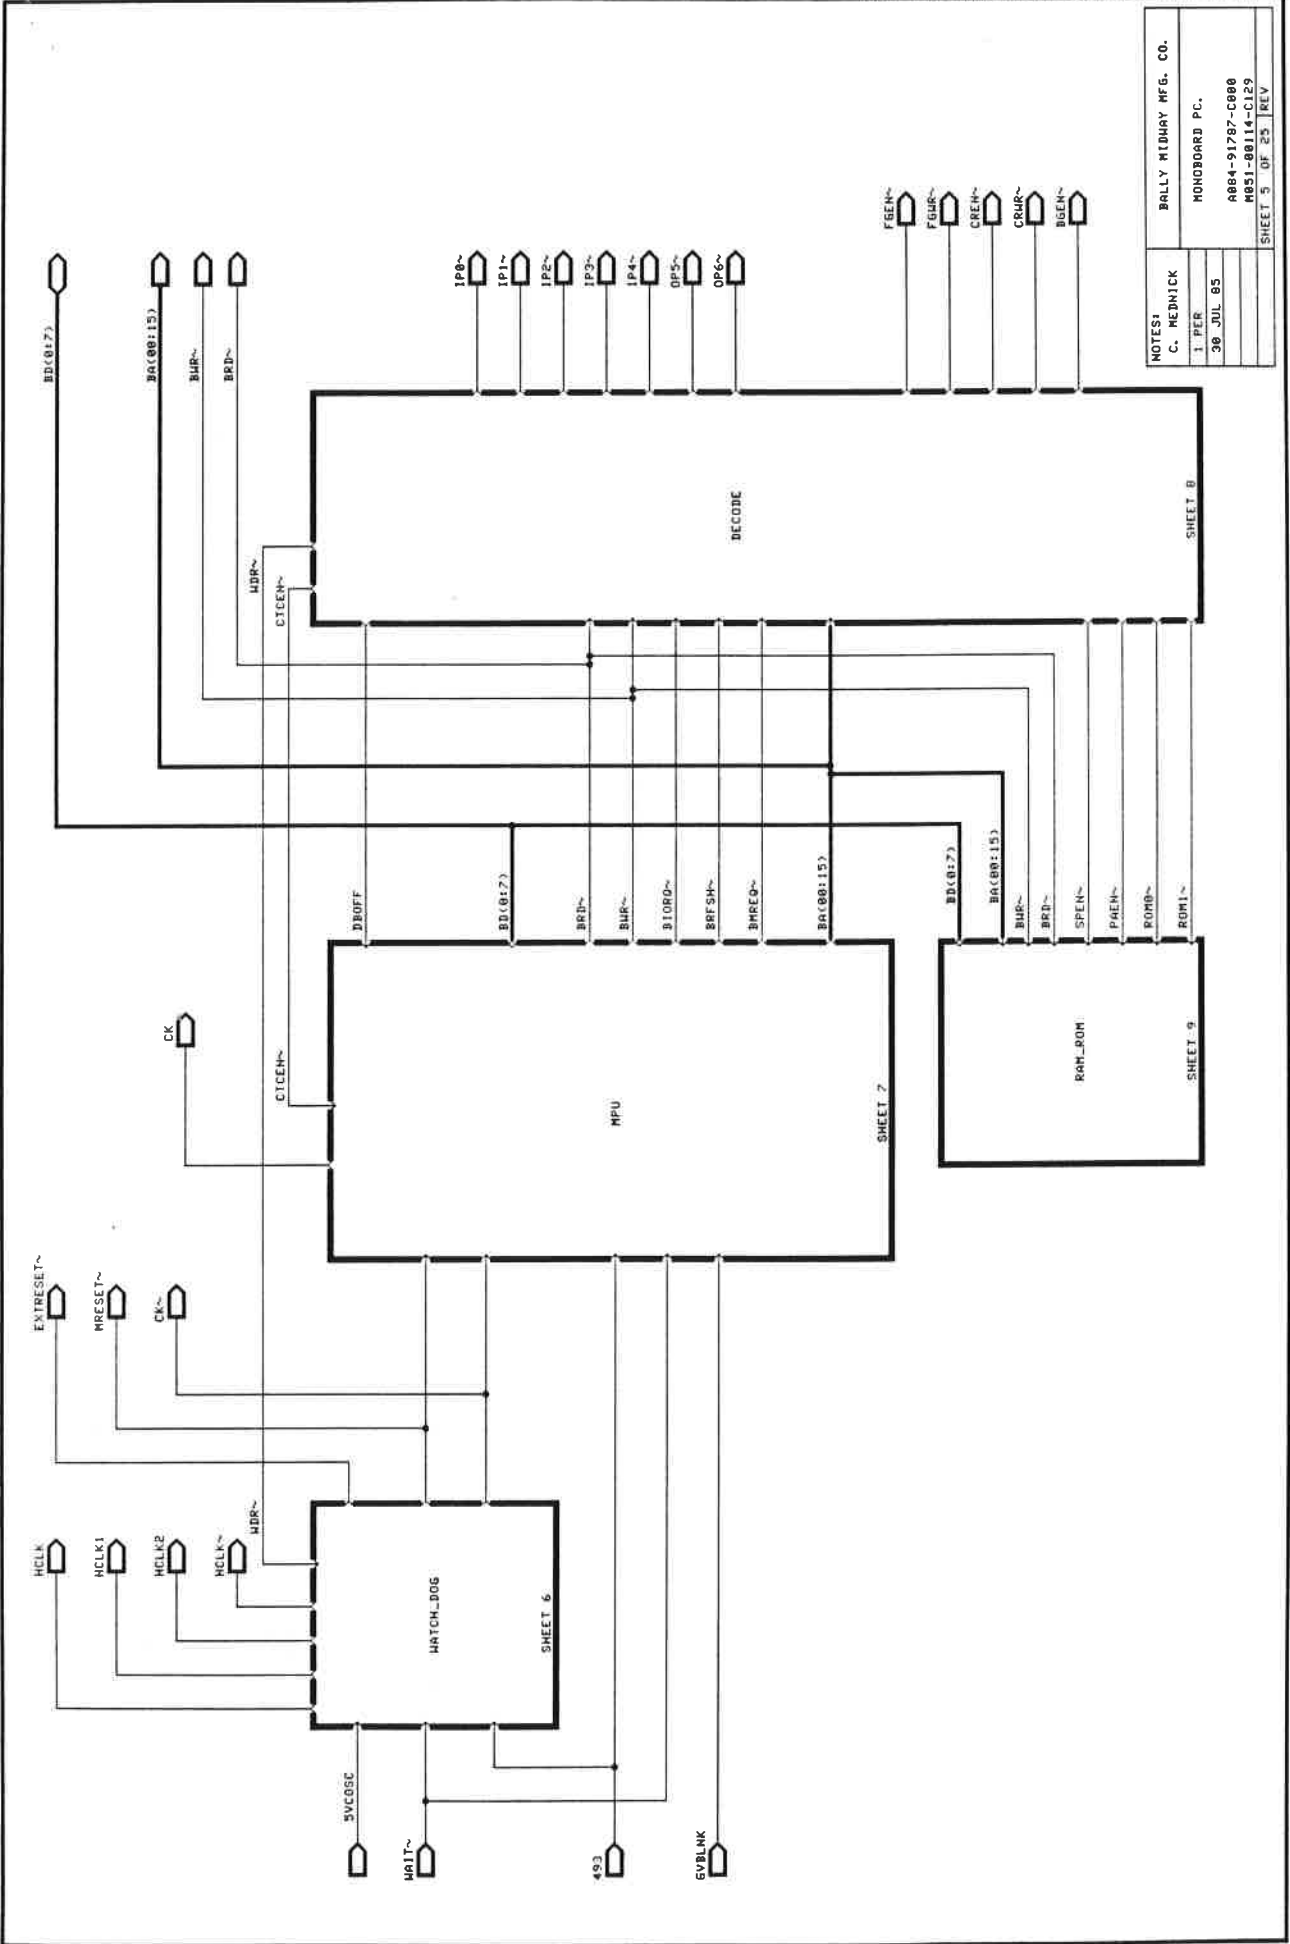 EXTRESET~
MRESET~
CK~
CK
BD(0:7)
BA(00:15)
BWR~
BRD~
HCLK
HCLK1
HCLK2
HCLK~
WDR~
CTCEN~
WDR~
CTCEN~
5VCOSC
WAIT~
493
6VBLNK
WATCH_DOG
SHEET 6
MPU
SHEET 7
DBOFF
BD(0:7)
BRD~
BWR~
BIORQ~
BRFSH~
BMREQ~
BA(00:15)
DECODE
SHEET 8
IP0~
IP1~
IP2~
IP3~
IP4~
OP5~
OP6~
FGEN~
FGWR~
CREN~
CRWR~
BGEN~
RAM_ROM
SHEET 9
BD(0:7)
BA(00:15)
BWR~
BRD~
SPEN~
PAEN~
ROM0~
ROM1~
NOTES:
C. MEDNICK
1 PER
30 JUL 85
BALLY MIDWAY MFG. CO.
MONOBOARD PC.
A084-91787-C000
M051-00114-C129
SHEET 5 OF 25 REV